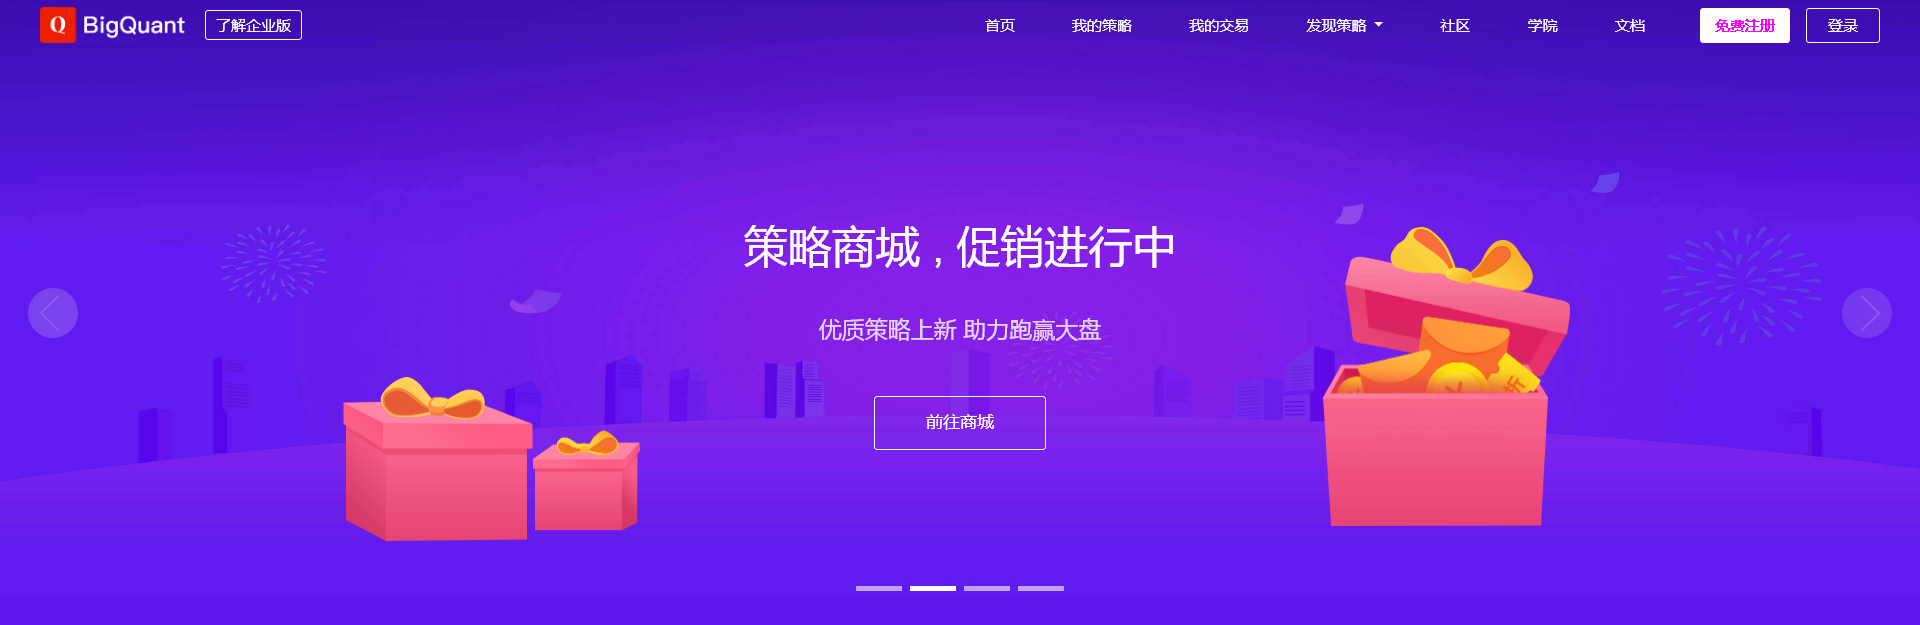 Q BigQuant 了解企业版 首页 我的策略 我的交易 发现策略 社区 学院 文档 免费注册 登录
策略商城，促销进行中
优质策略上新 助力跑赢大盘
折
前往商城